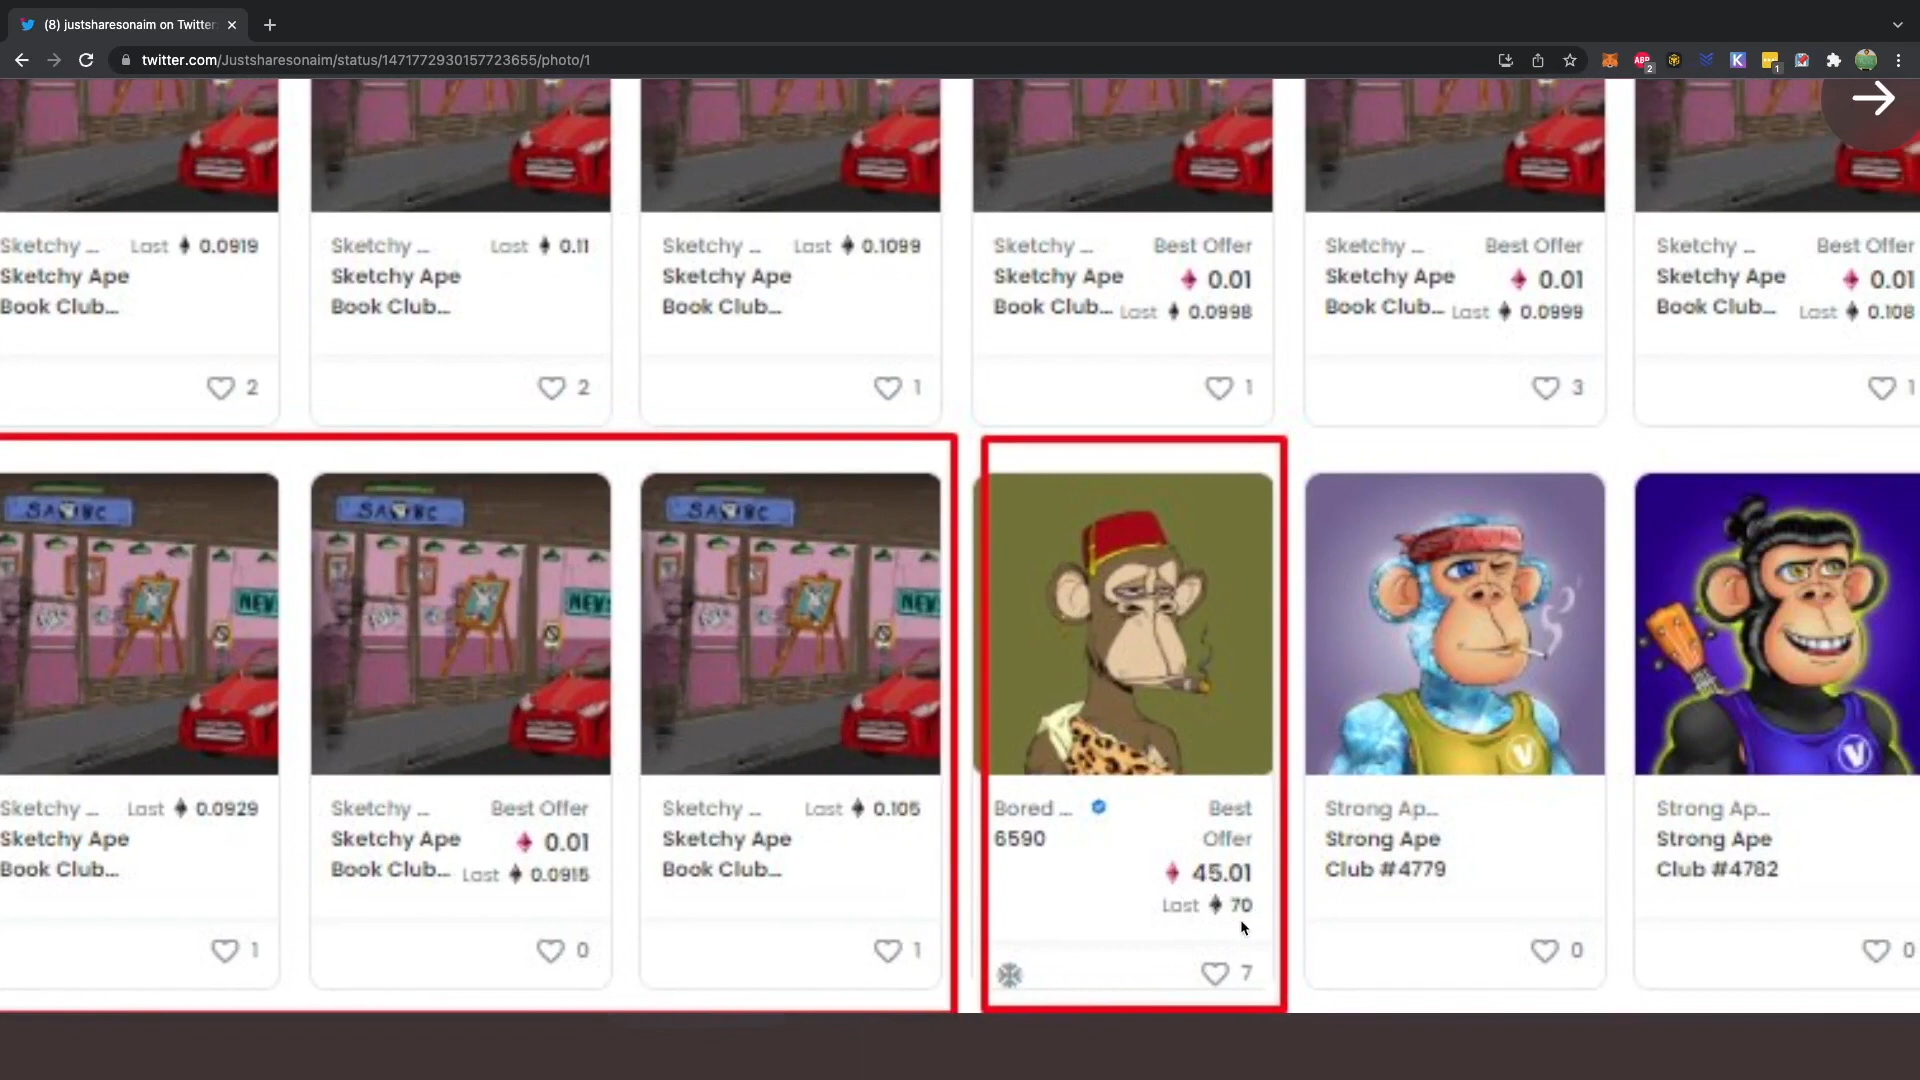 (8) justsharesonaim on Twitter
twitter.com/Justsharesonaim/status/1471772930157723655/photo/1
ABP
2
K
1
Sketchy ... Last 0.0919
Sketchy Ape
Book Club...
2
Sketchy ... Last 0.11
Sketchy Ape
Book Club...
2
Sketchy ... Last 0.1099
Sketchy Ape
Book Club...
1
Sketchy ... Best Offer
Sketchy Ape 0.01
Book Club... Last 0.0998
1
Sketchy ... Best Offer
Sketchy Ape 0.01
Book Club... Last 0.0999
3
Sketchy ... Best Offer
Sketchy Ape 0.01
Book Club... Last 0.108
1
Sketchy ... Last 0.0929
Sketchy Ape
Book Club...
1
Sketchy ... Best Offer
Sketchy Ape 0.01
Book Club... Last 0.0915
0
Sketchy ... Last 0.105
Sketchy Ape
Book Club...
1
Bored ... Best
6590 Offer
45.01
Last 70
7
V
Strong Ap...
Strong Ape
Club #4779
0
V
Strong Ap...
Strong Ape
Club #4782
0